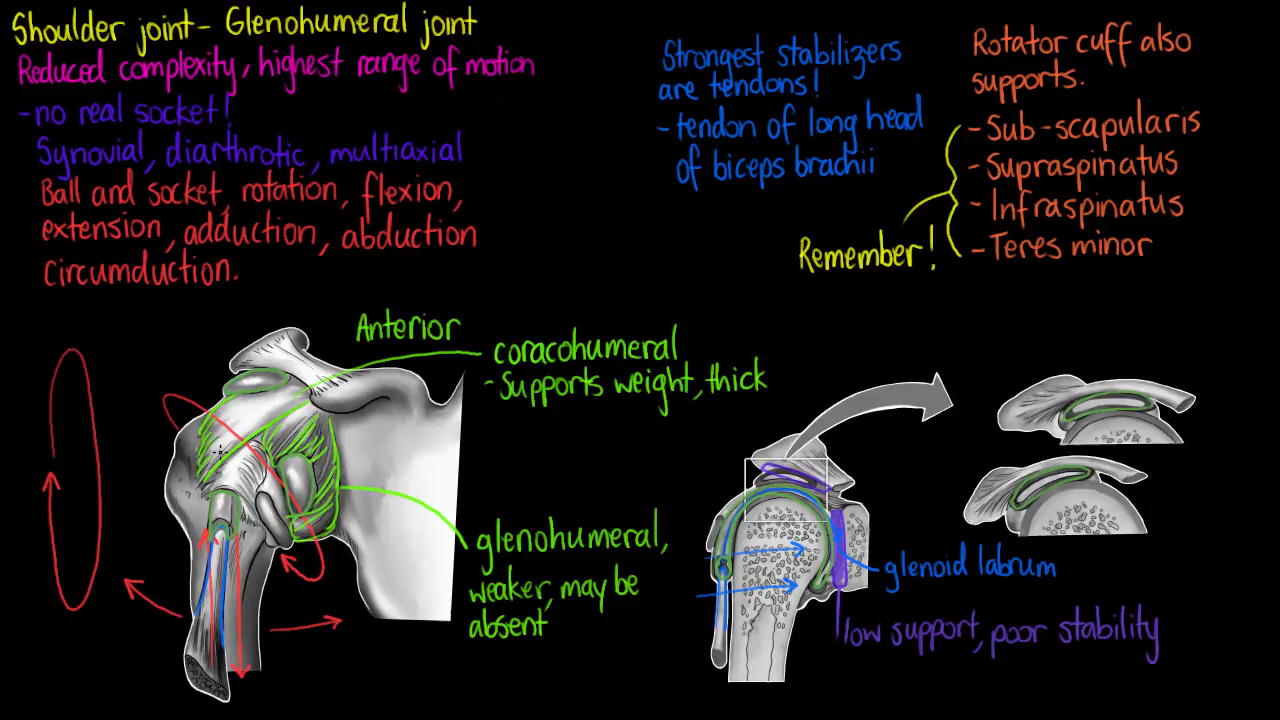 Shoulder joint- Glenohumeral joint
Reduced complexity, highest range of motion
-no real socket!
Synovial, diarthrotic, multiaxial
Ball and socket, rotation, flexion,
extension, adduction, abduction
circumduction.
Strongest stabilizers
are tendons!
-tendon of long head
of biceps brachii
Rotator cuff also
supports.
-Sub-scapularis
-Supraspinatus
-Infraspinatus
-Teres minor
Remember!
Anterior
coracohumeral
-Supports weight, thick
glenohumeral,
weaker, may be
absent
glenoid labrum
low support, poor stability